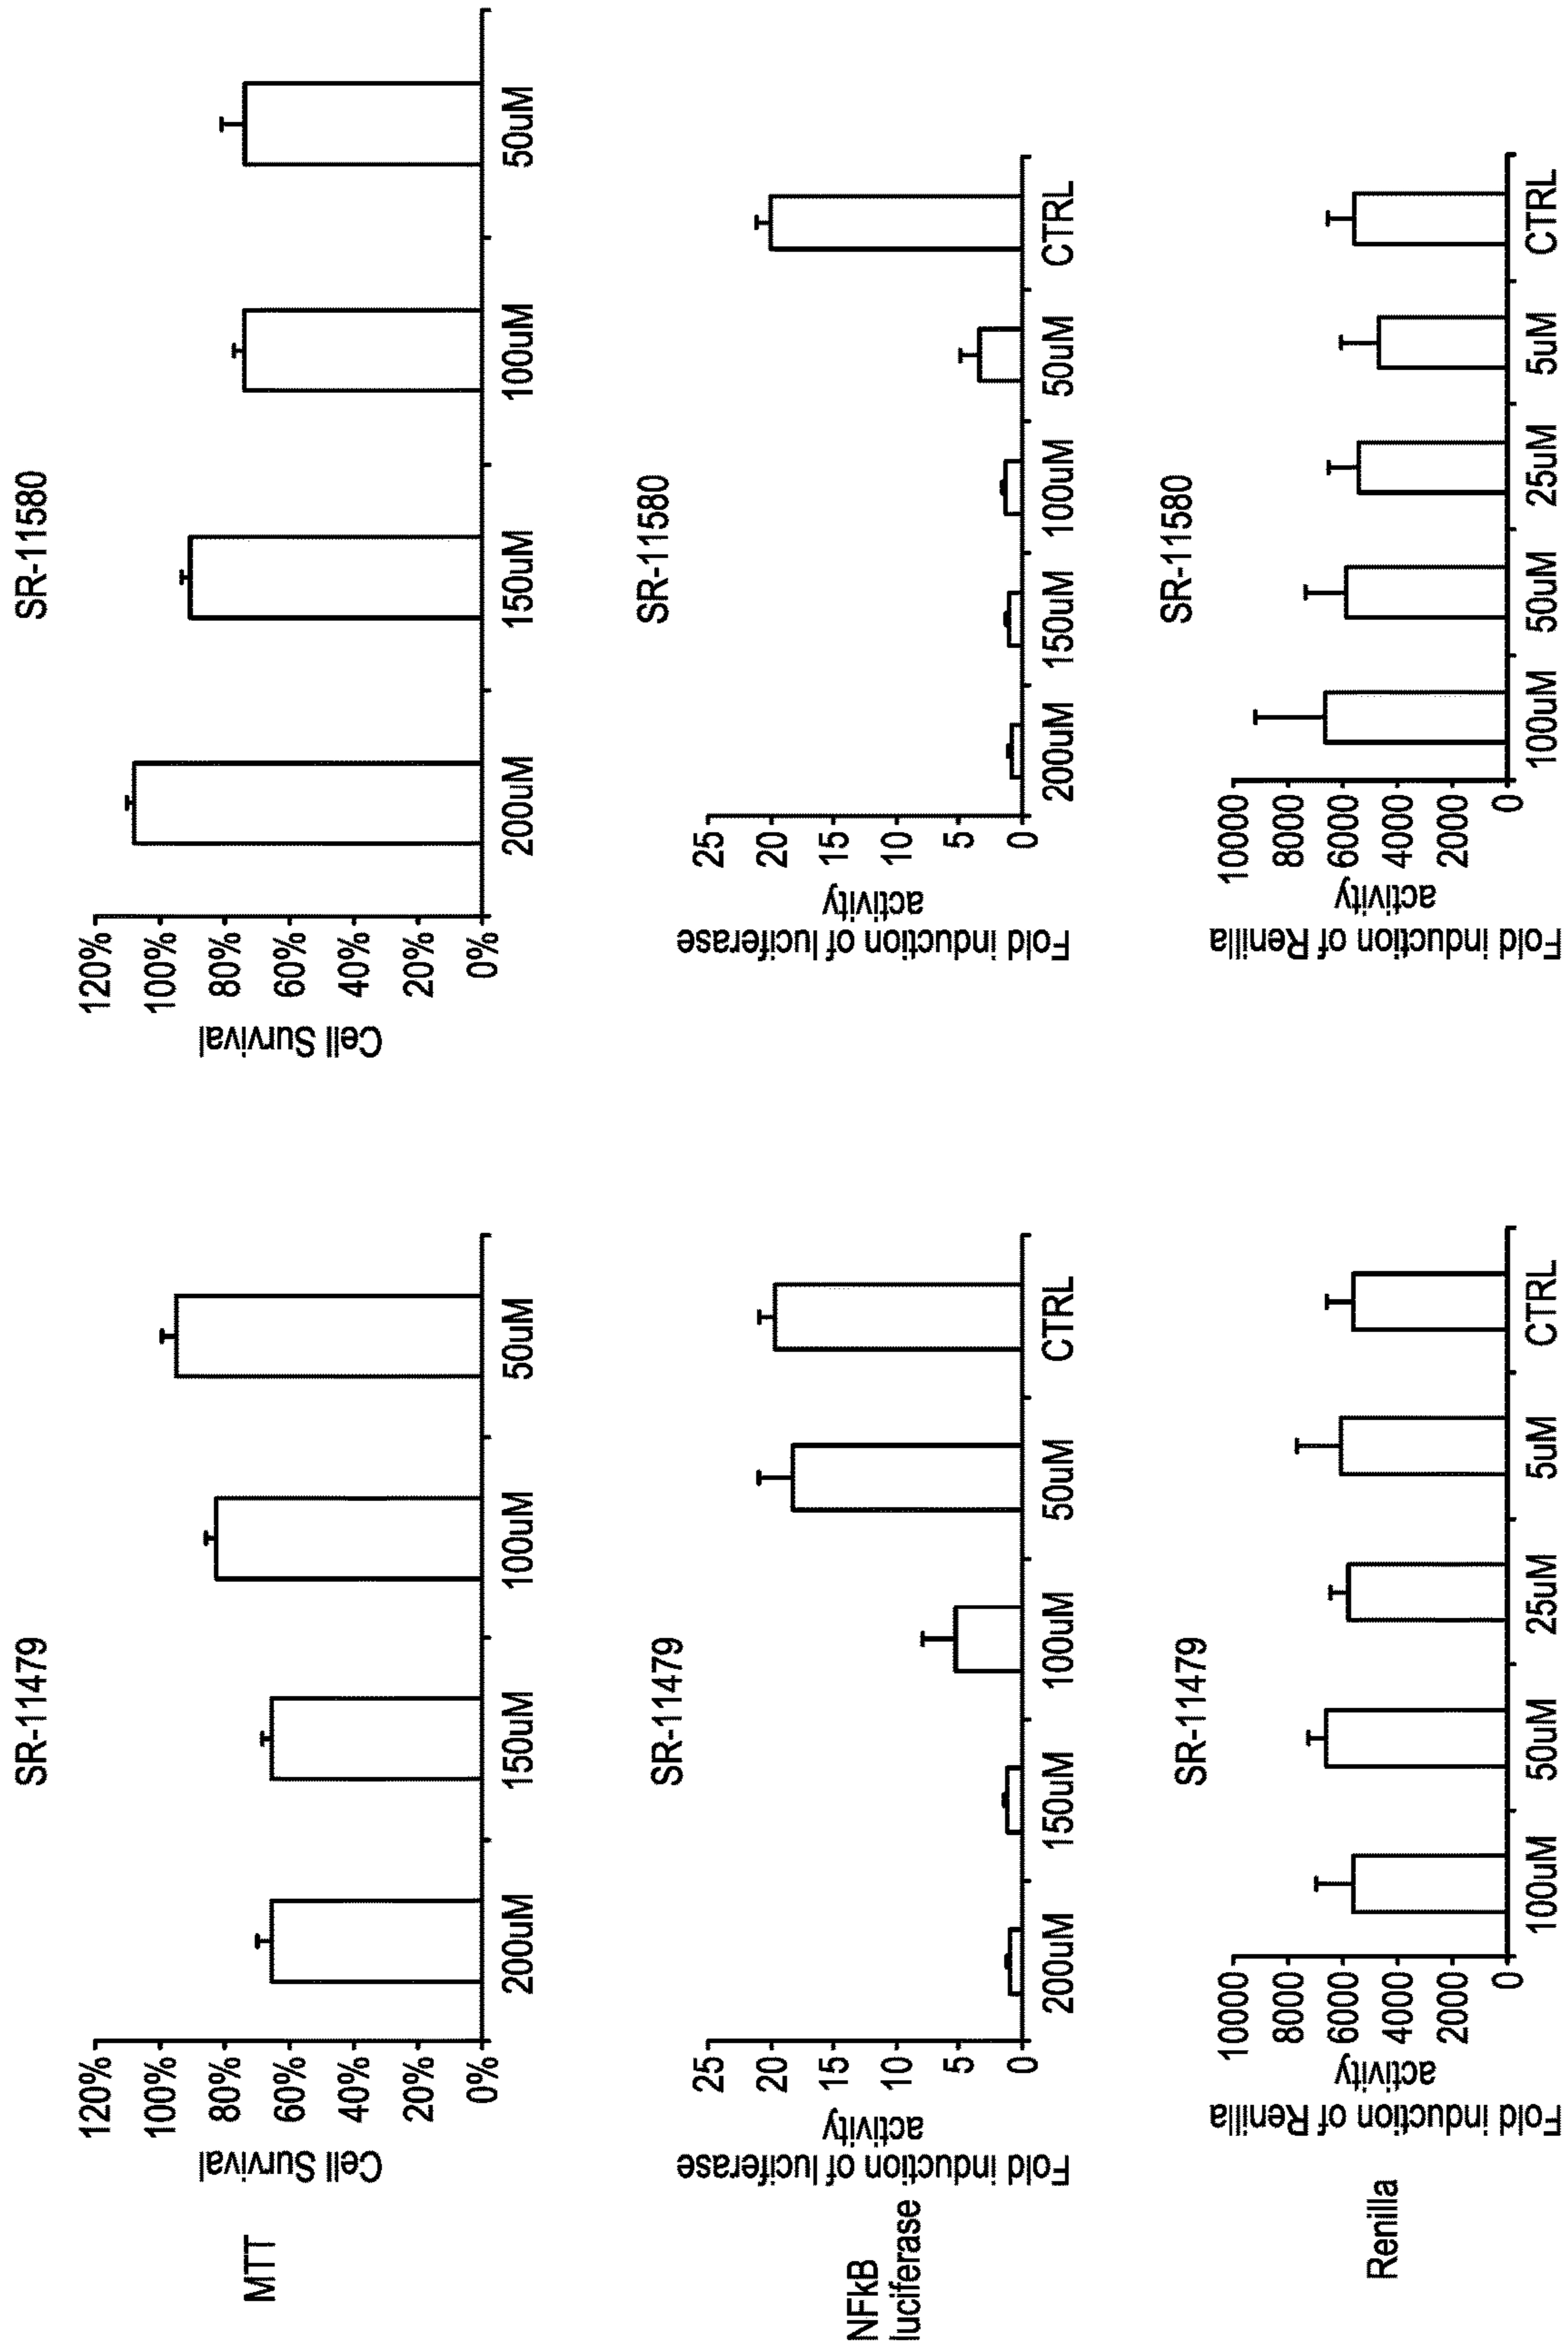 SR-11479
MTT
Cell Survival
120%
100%
80%
60%
40%
20%
0%
200uM
150uM
100uM
50uM
SR-11580
Cell Survival
120%
100%
80%
60%
40%
20%
0%
200uM
150uM
100uM
50uM
SR-11479
NFkB
luciferase
Fold induction of luciferase
activity
25
20
15
10
5
0
200uM
150uM
100uM
50uM
CTRL
SR-11580
Fold induction of luciferase
activity
25
20
15
10
5
0
200uM
150uM
100uM
50uM
CTRL
SR-11479
Renilla
Fold induction of Renilla
activity
10000
8000
6000
4000
2000
0
100uM
50uM
25uM
5uM
CTRL
SR-11580
Fold induction of Renilla
activity
10000
8000
6000
4000
2000
0
100uM
50uM
25uM
5uM
CTRL